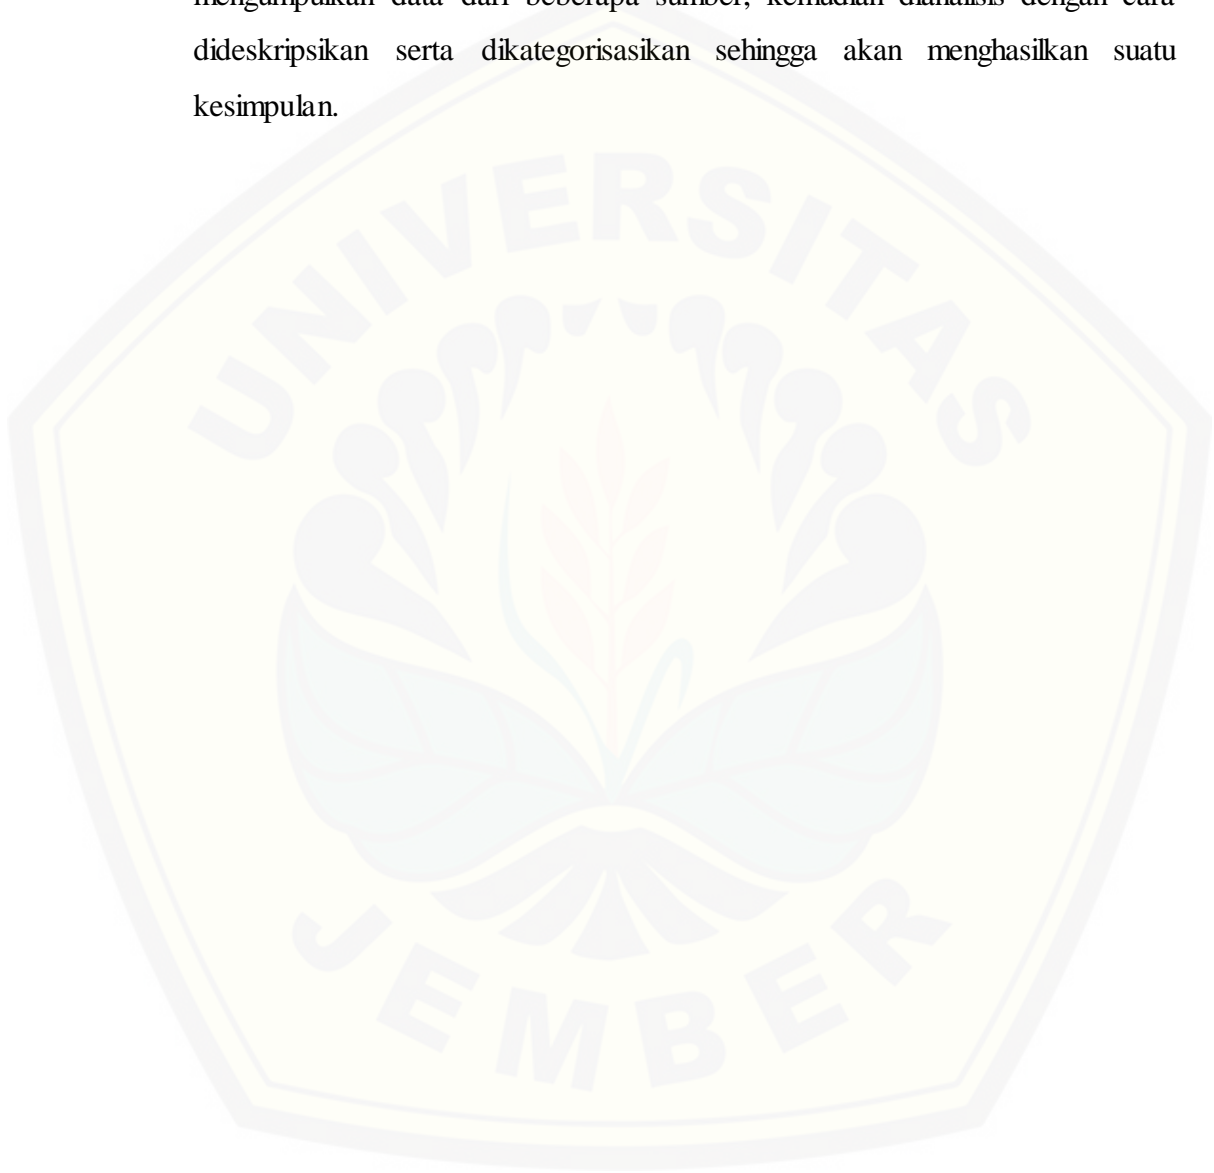 mengumpulkan data dari beberapa sumber, kemudian dianalisis dengan cara
dideskripsikan serta dikategorisasikan sehingga akan menghasilkan suatu
kesimpulan.
UNIVERSITAS
JEMBER